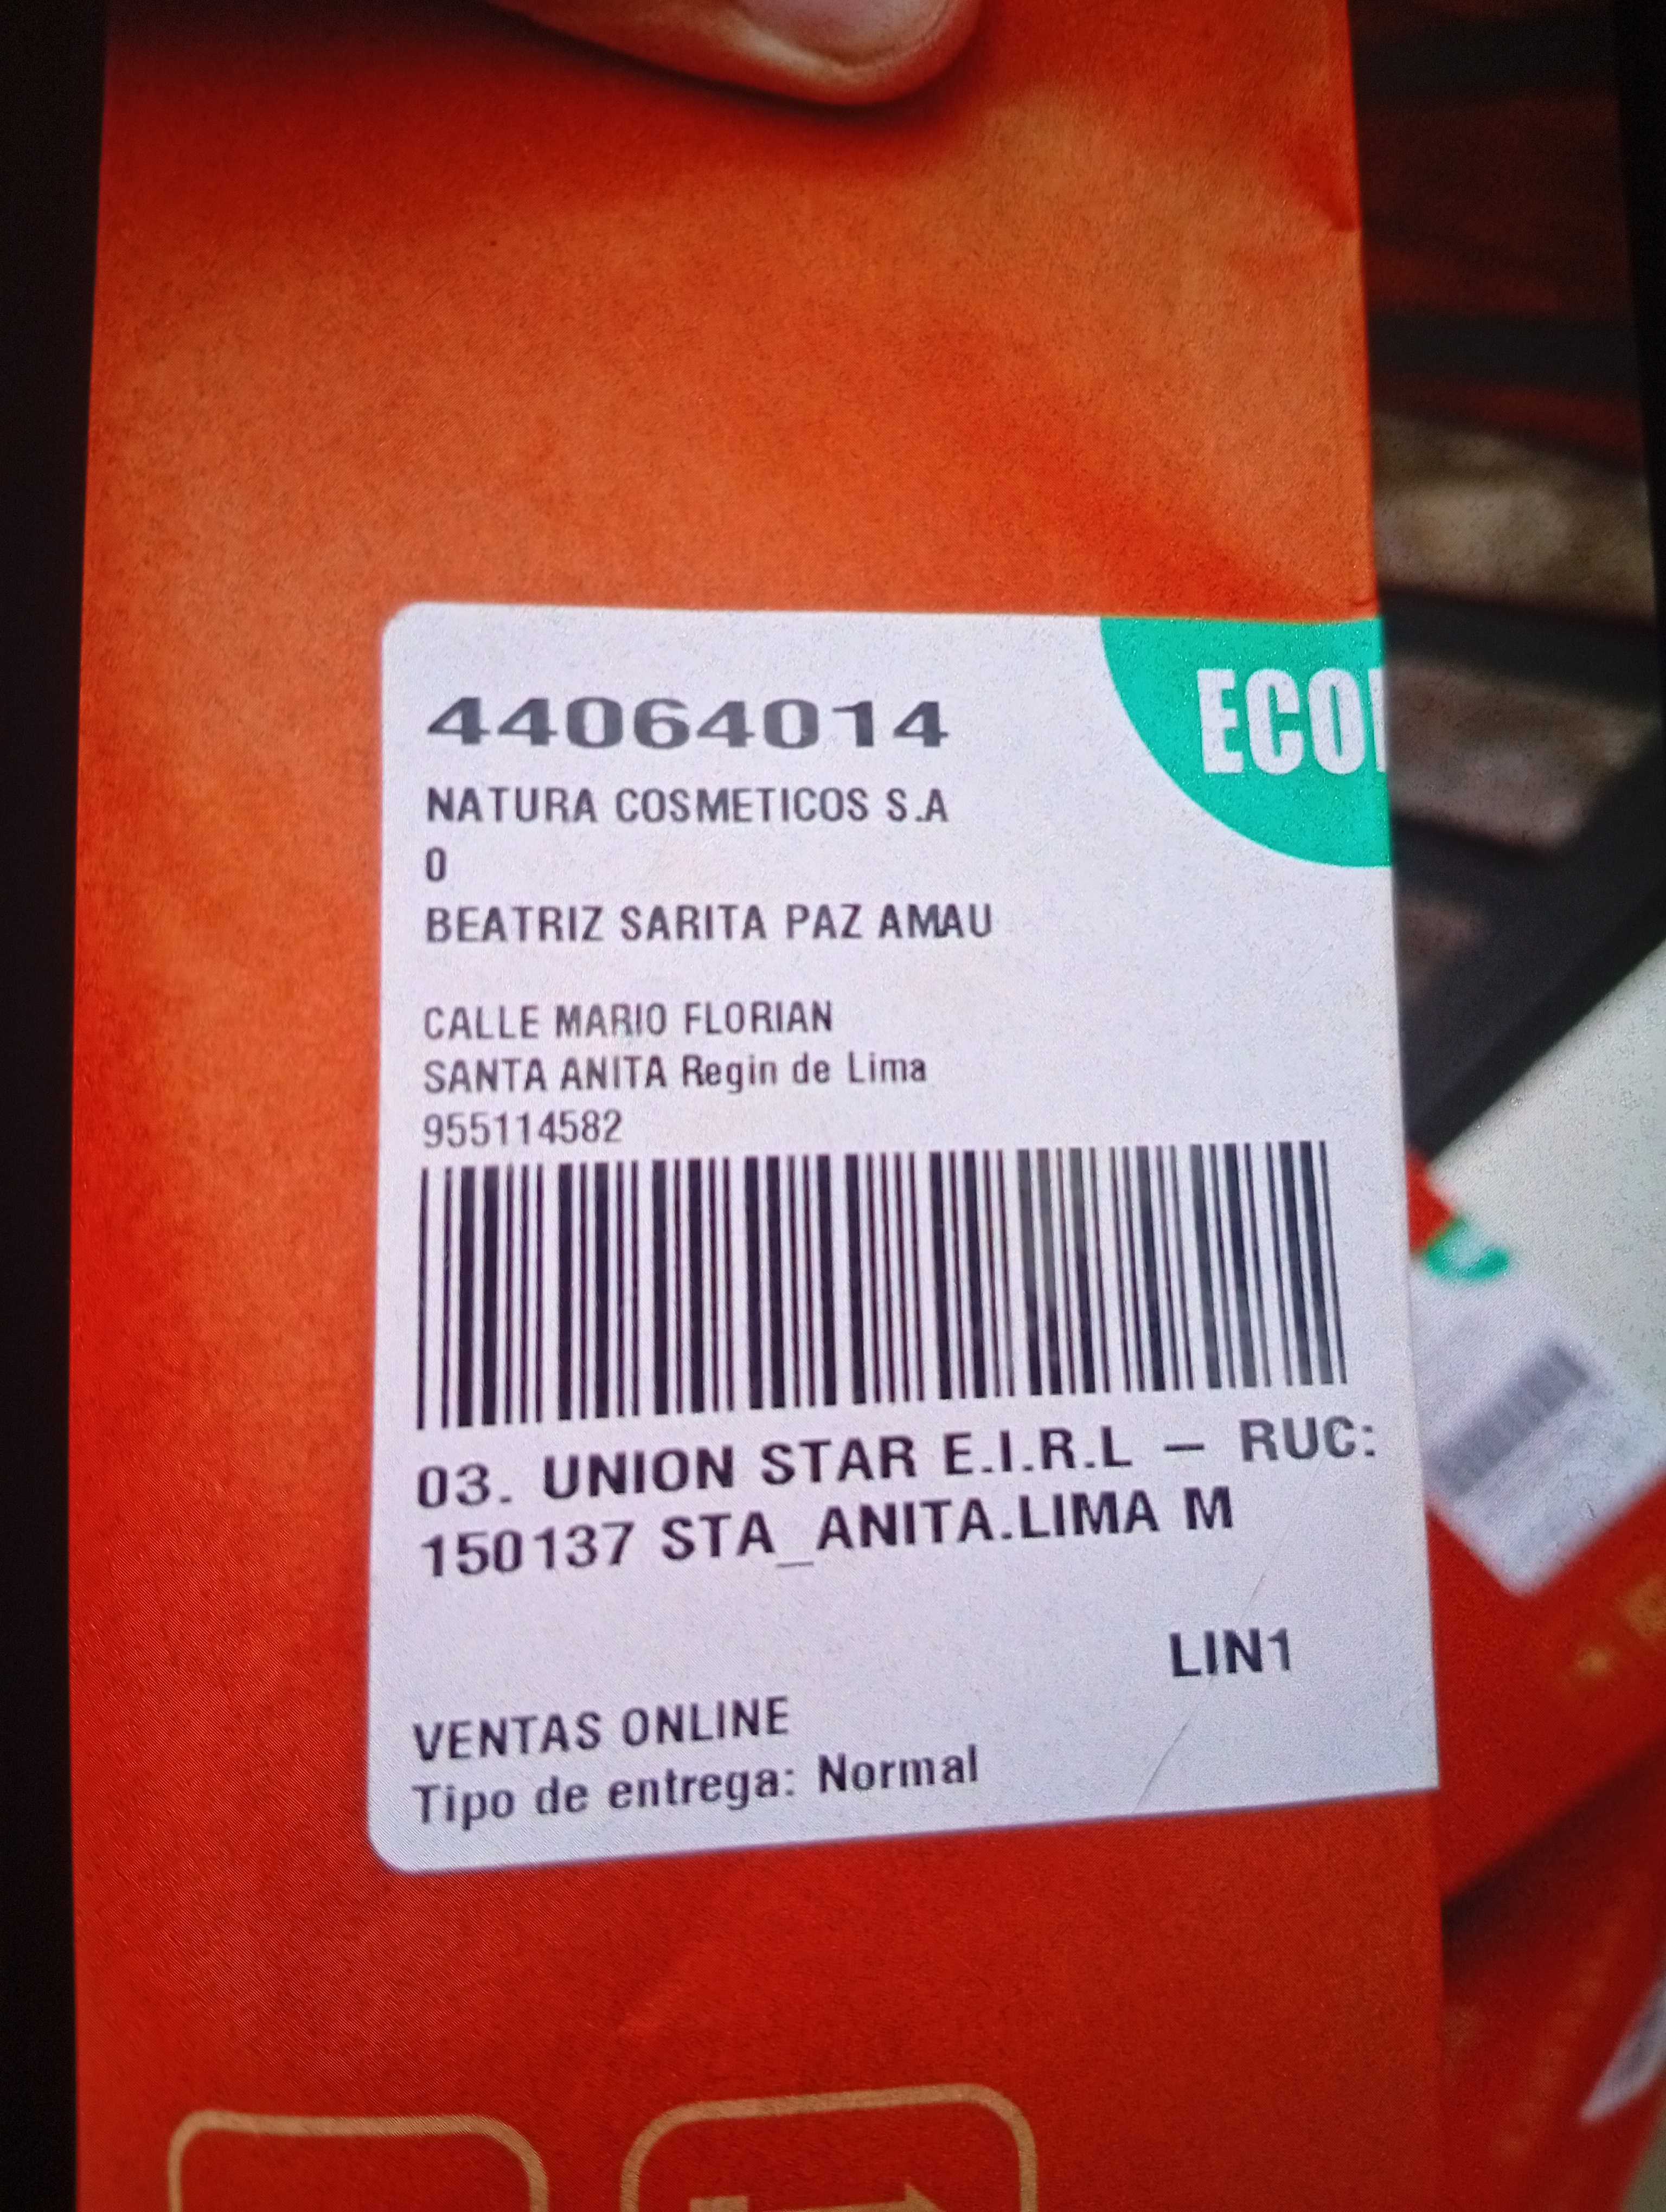 44064014
NATURA COSMETICOS S.A
0
BEATRIZ SARITA PAZ AMAU
CALLE MARIO FLORIAN
SANTA ANITA Regin de Lima
955114582
03. UNION STAR E.I.R.L – RUC:
150137 STA_ANITA.LIMA M
LIN1
VENTAS ONLINE
Tipo de entrega: Normal